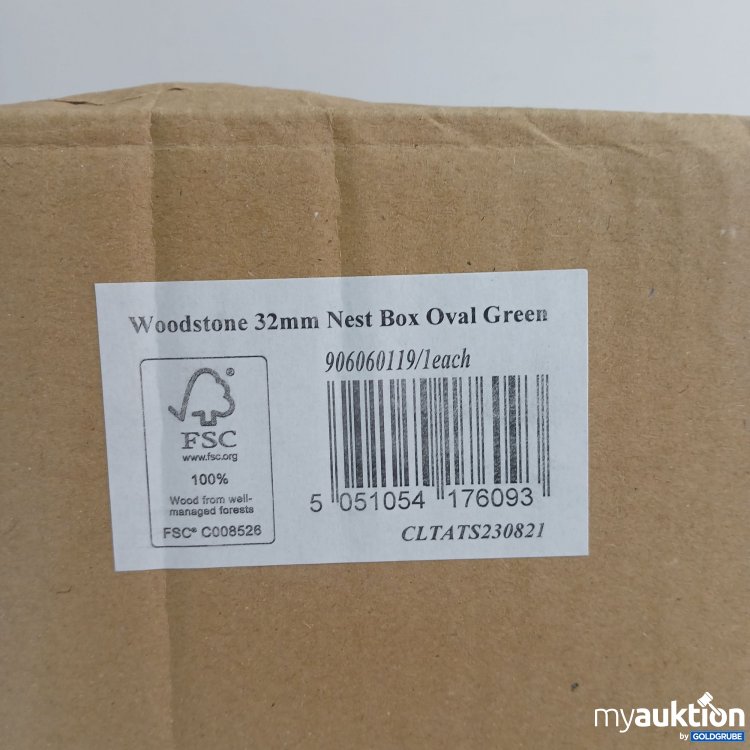 Woodstone 32mm Nest Box Oval Green
906060119/1each
®
FSC
www.fsc.org
100%
Wood from well-
managed forests
FSC® C008526
5 051054 176093
CLTATS230821
myauktion
by GOLDGRUBE